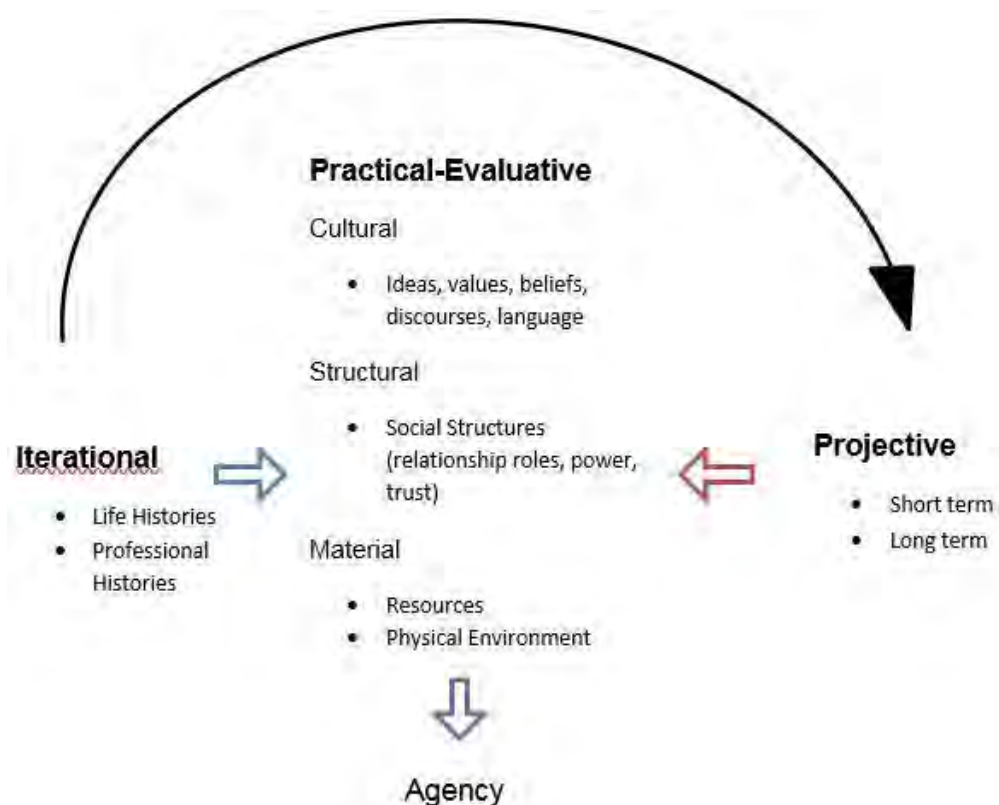 Practical-Evaluative
Cultural
• Ideas, values, beliefs,
discourses, language
Structural
• Social Structures
(relationship roles, power,
trust)
Material
• Resources
• Physical Environment
Iterational
• Life Histories
• Professional
Histories
Projective
• Short term
• Long term
Agency